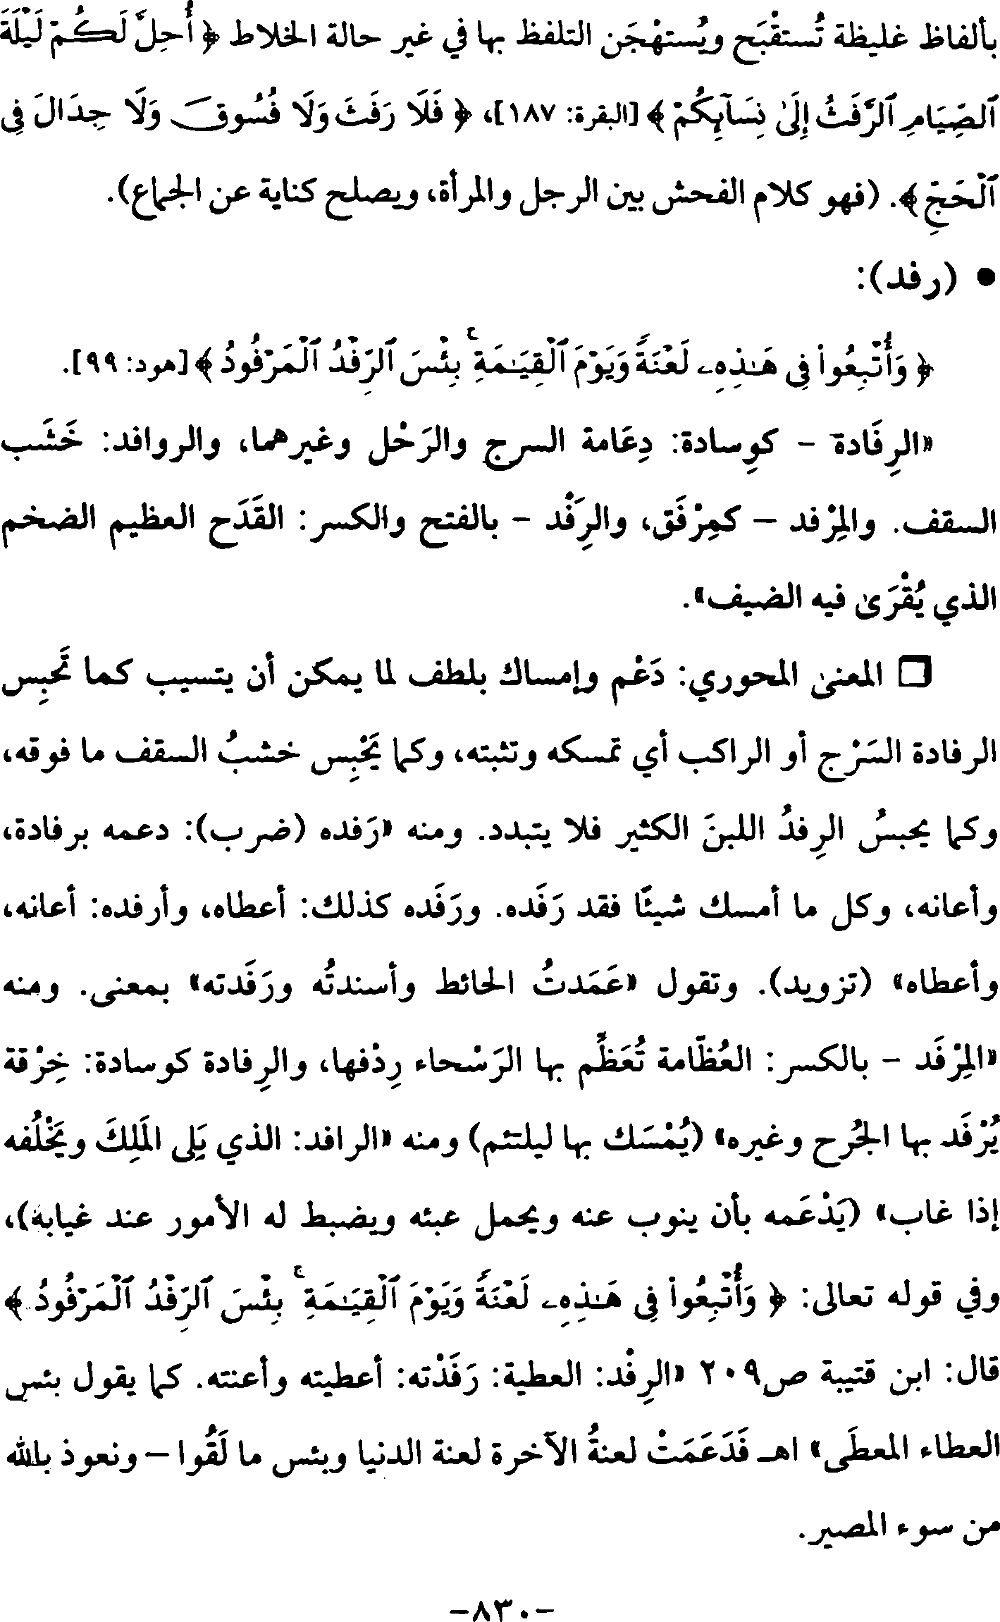 بألفاظ غليظة تُستقْبَح ويُستهْجَن التلفظ بها في غير حالة الخلاط ﴿ أُحِلَّ لَكُمْ لَيْلَةَ
ٱلصِّيَامِ ٱلرَّفَثُ إِلَىٰ نِسَآئِكُمْ ﴾ [البقرة: ١٨٧]، ﴿ فَلَا رَفَثَ وَلَا فُسُوقَ وَلَا جِدَالَ فِى
ٱلْحَجِّ ﴾. (فهو كلام الفحش بين الرجل والمرأة، ويصلح كناية عن الجماع).
• (رفد):
﴿ وَأُتْبِعُوا۟ فِى هَـٰذِهِۦ لَعْنَةً وَيَوْمَ ٱلْقِيَـٰمَةِ ۚ بِئْسَ ٱلرِّفْدُ ٱلْمَرْفُودُ ﴾ [هود: ٩٩].
«الرِفَادة – كوِسادة: دِعَامة السرج والرَحْل وغيرهما، والروافد: خَشَب
السقف. والمِرْفد – كمِرْفَق، والرِفْد – بالفتح والكسر: القَدَح العظيم الضخم
الذي يُقْرَىٰ فيه الضيف».
❒ المعنىٰ المحوري: دَعْم وإمساك بلطف لما يمكن أن يتسيب كما تَحْبِس
الرفادة السَرْج أو الراكب أي تمسكه وتثبته، وكما يَحْبِس خشبُ السقف ما فوقه،
وكما يحبسُ الرِفدُ اللبنَ الكثير فلا يتبدد. ومنه «رَفده (ضرب): دعمه برفادة،
وأعانه، وكل ما أمسك شيئًا فقد رَفَده. ورَفَده كذلك: أعطاه، وأرفده: أعانه،
وأعطاه» (تزويد). وتقول «عَمَدتُ الحائط وأسندتُه ورَفَدته» بمعنى. ومنه
«المِرْفَد – بالكسر: العُظّامة تُعَظِّم بها الرَسْحاء رِدْفها، والرِفادة كوسادة: خِرْقة
يُرْفَد بها الجُرح وغيره» (يُمْسَك بها ليلتئم) ومنه «الرافد: الذي يَلِى المَلِكَ ويَخْلُفه
إذا غاب» (يَدْعَمه بأن ينوب عنه ويحمل عبئه ويضبط له الأمور عند غيابه)،
وفي قوله تعالى: ﴿ وَأُتْبِعُوا۟ فِى هَـٰذِهِۦ لَعْنَةً وَيَوْمَ ٱلْقِيَـٰمَةِ ۚ بِئْسَ ٱلرِّفْدُ ٱلْمَرْفُودُ ﴾
قال: ابن قتيبة ص٢٠٩ «الرِفْد: العطية: رَفَدْته: أعطيته وأعنته. كما يقول بئس
العطاء المعطَى» اهـ فَدَعَمَتْ لعنةُ الآخرة لعنة الدنيا وبئس ما لَقُوا – ونعوذ بالله
من سوء المصير.
-٨٣٠-